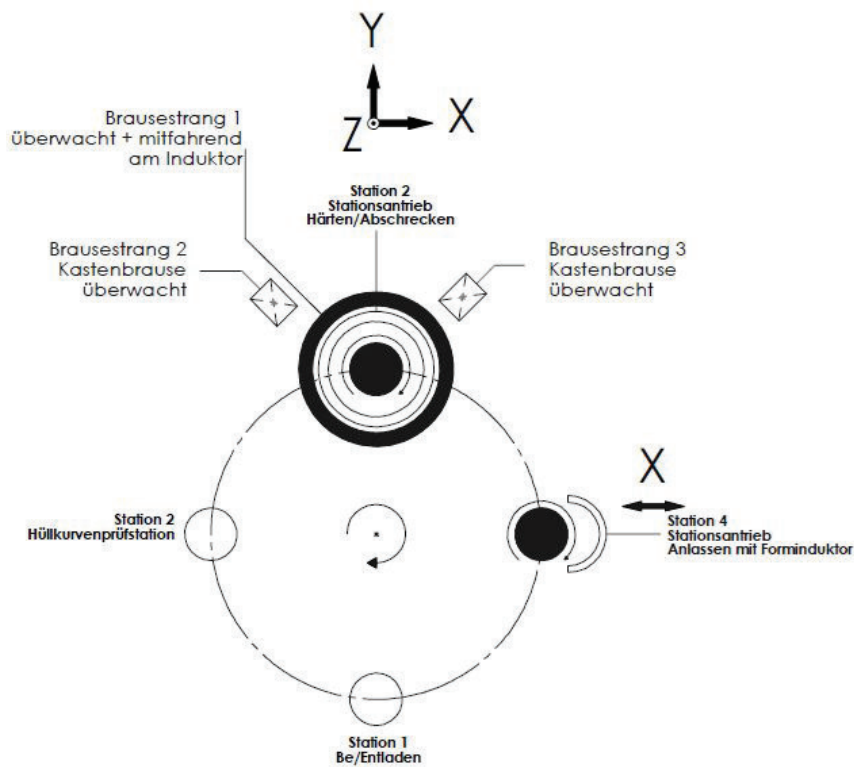 Y
X
Z
Brausestrang 1
überwacht + mitfahrend
am Induktor
Station 2
Stationsantrieb
Härten/Abschrecken
Brausestrang 2
Kastenbrause
überwacht
Brausestrang 3
Kastenbrause
überwacht
X
Station 2
Hüllkurvenprüfstation
Station 4
Stationsantrieb
Anlassen mit Forminduktor
Station 1
Be/Entladen